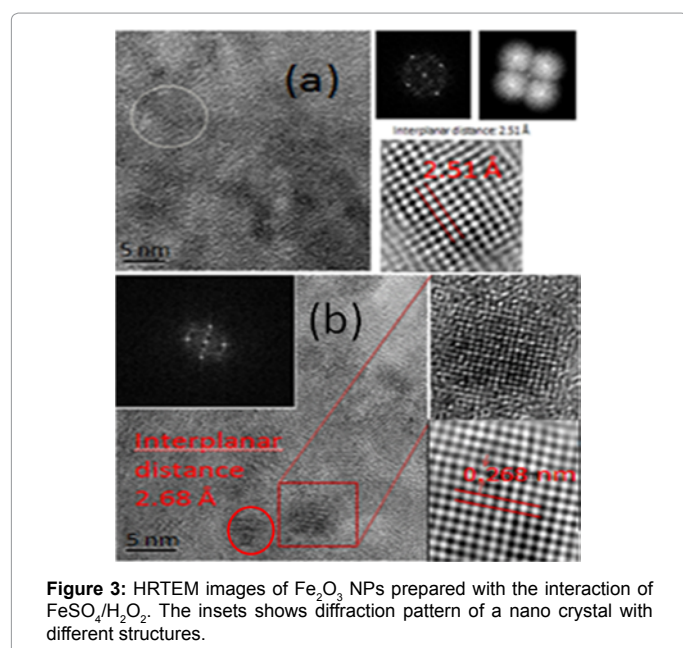 (a)
5 nm
Interplanar distance: 2.51 Å
2.51 Å
(b)
Interplanar
distance
2.68 Å
5 nm
0,268 nm
Figure 3: HRTEM images of Fe₂O₃ NPs prepared with the interaction of
FeSO₄/H₂O₂. The insets shows diffraction pattern of a nano crystal with
different structures.